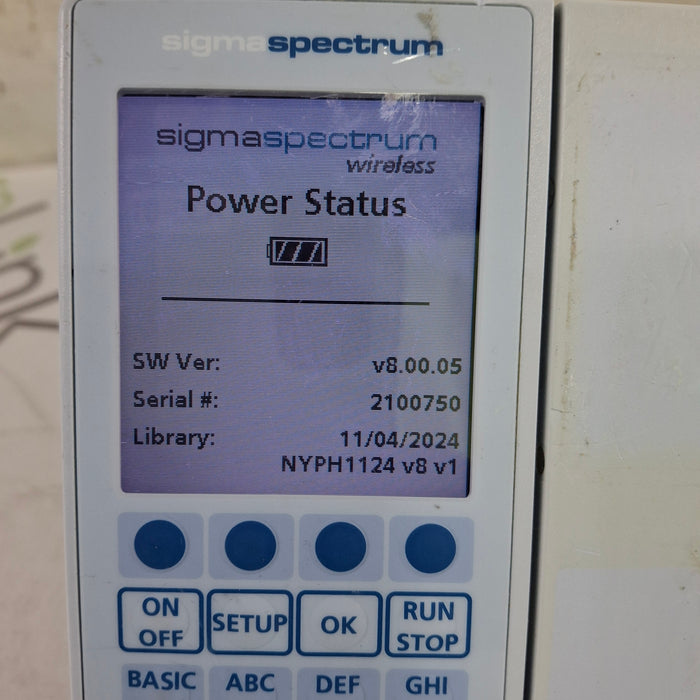 sigmaspectrum
sigmaspectrum
wireless
Power Status
SW Ver: v8.00.05
Serial #: 2100750
Library: 11/04/2024
NYPH1124 v8 v1
ON OFF SETUP OK RUN STOP
BASIC ABC DEF GHI